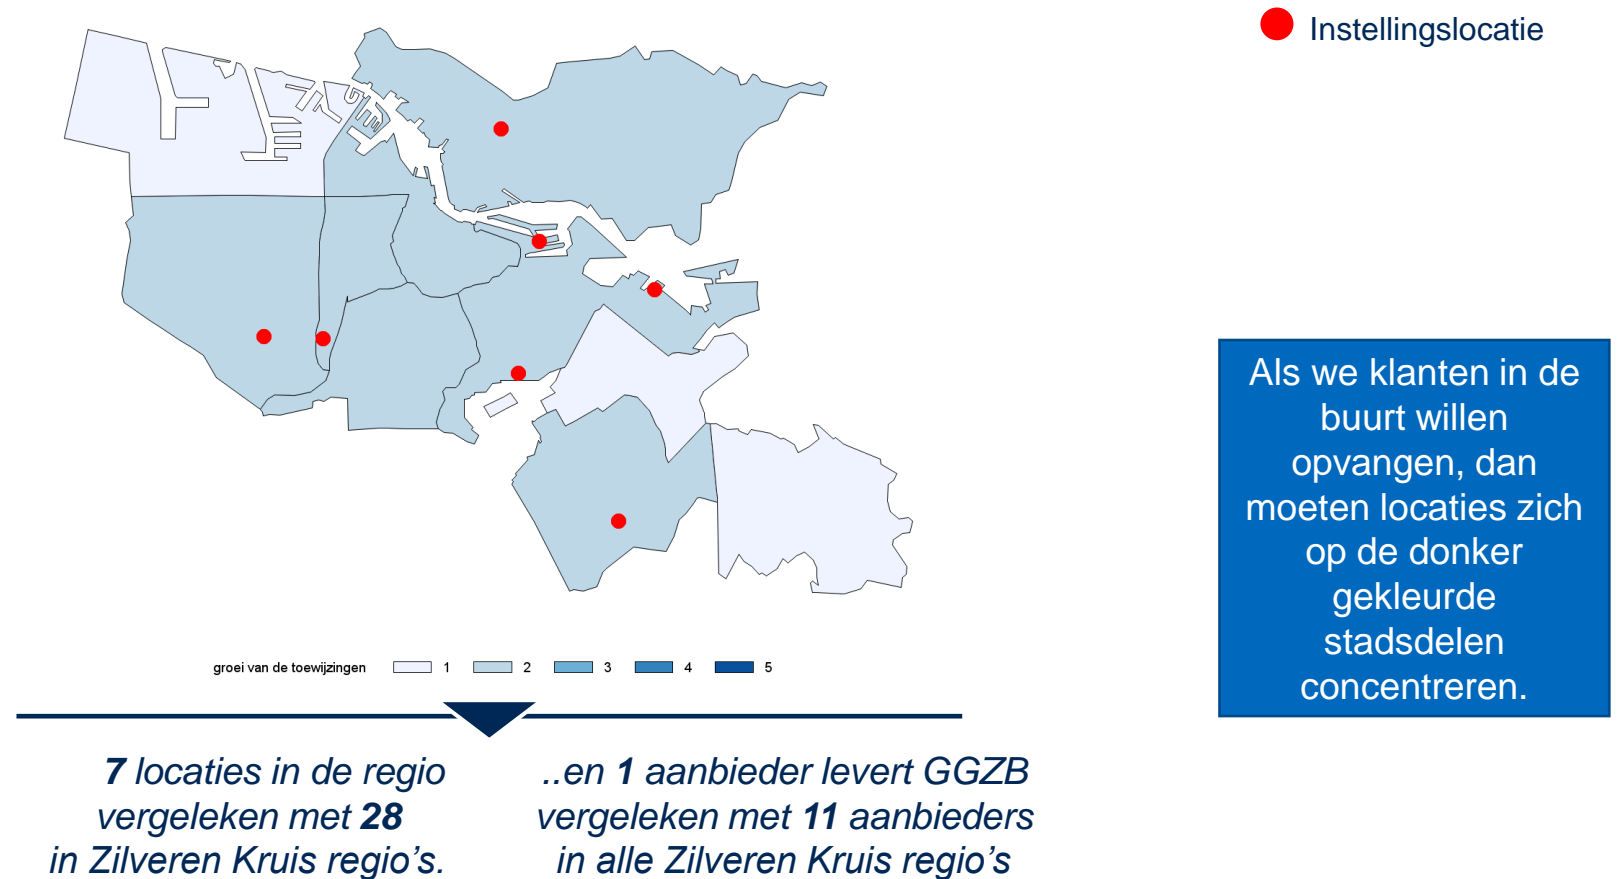 Instellingslocatie
Als we klanten in de
buurt willen
opvangen, dan
moeten locaties zich
op de donker
gekleurde
stadsdelen
concentreren.
groei van de toewijzingen 1 2 3 4 5
7 locaties in de regio
vergeleken met 28
in Zilveren Kruis regio's.
..en 1 aanbieder levert GGZB
vergeleken met 11 aanbieders
in alle Zilveren Kruis regio's